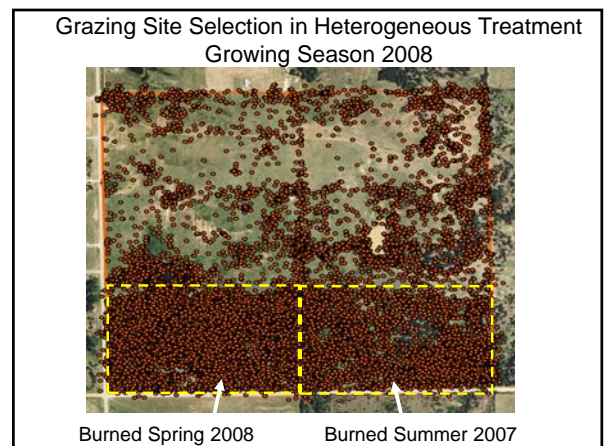 Grazing Site Selection in Heterogeneous Treatment
Growing Season 2008
Burned Spring 2008
Burned Summer 2007